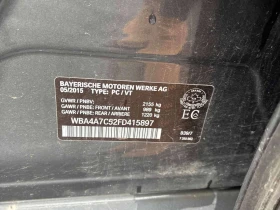 BAYERISCHE MOTOREN WERKE AG
05/2015 TYPE: PC / VT
GVWR / PNBV: 2155 kg
GAWR / PNBE: FRONT / AVANT 989 kg
GAWR / PNBE: REAR / ARRIERE 1220 kg
WBA4A7C52FD415897
EC